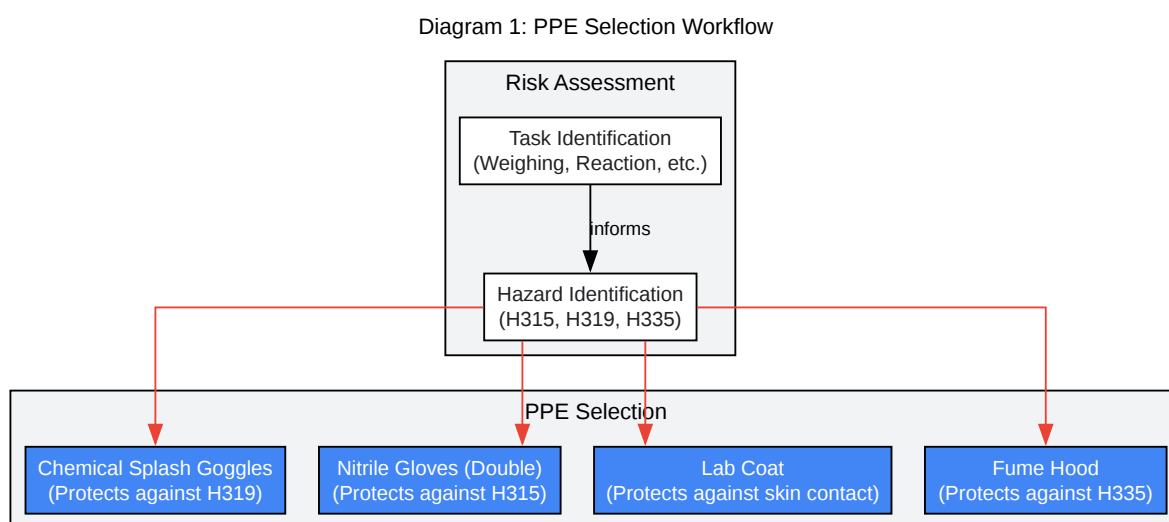 Diagram 1: PPE Selection Workflow
Risk Assessment
Task Identification
(Weighing, Reaction, etc.)
informs
Hazard Identification
(H315, H319, H335)
PPE Selection
Chemical Splash Goggles
(Protects against H319)
Nitrile Gloves (Double)
(Protects against H315)
Lab Coat
(Protects against skin contact)
Fume Hood
(Protects against H335)